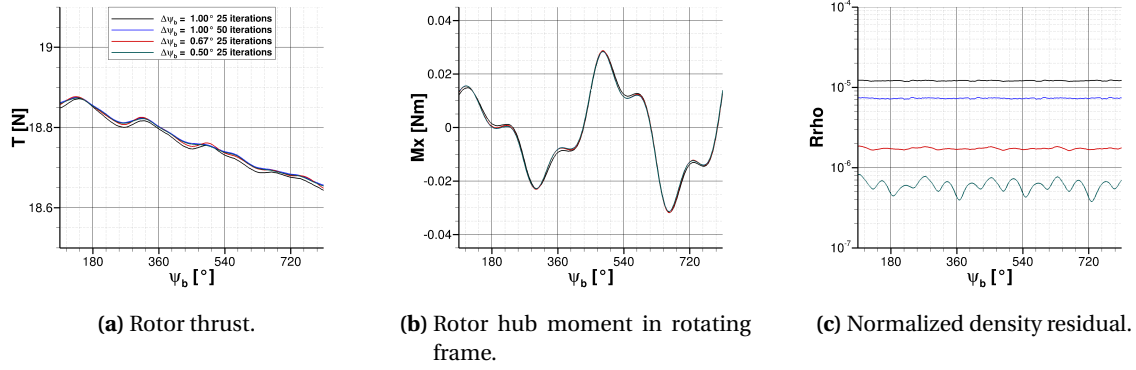 Δψb = 1.00° 25 iterations
Δψb = 1.00° 50 iterations
Δψb = 0.67° 25 iterations
Δψb = 0.50° 25 iterations
T [N]
19
18.8
18.6
180 360 540 720
ψb [°]
(a) Rotor thrust.
Mx [Nm]
0.04
0.02
0
-0.02
-0.04
180 360 540 720
ψb [°]
(b) Rotor hub moment in rotating
frame.
Rrho
10-4
10-5
10-6
10-7
180 360 540 720
ψb [°]
(c) Normalized density residual.